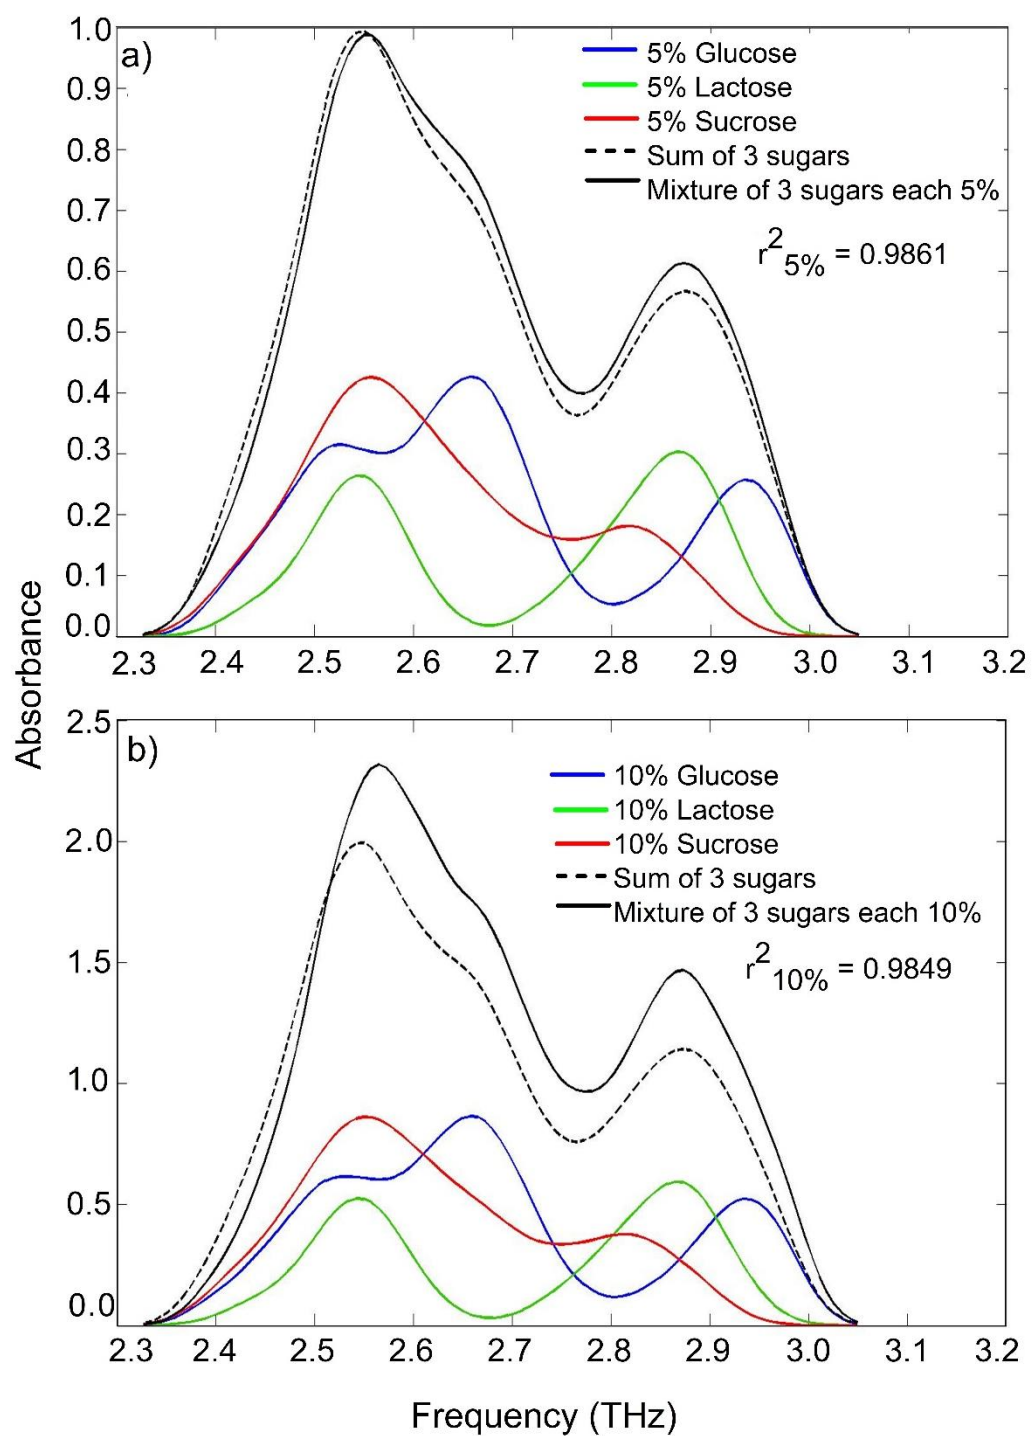 a)
1.0
0.9
0.8
0.7
0.6
0.5
0.4
0.3
0.2
0.1
0.0
5% Glucose
5% Lactose
5% Sucrose
Sum of 3 sugars
Mixture of 3 sugars each 5%
r2 5% = 0.9861
2.3 2.4 2.5 2.6 2.7 2.8 2.9 3.0 3.1 3.2
Absorbance
b)
2.5
2.0
1.5
1.0
0.5
0.0
10% Glucose
10% Lactose
10% Sucrose
Sum of 3 sugars
Mixture of 3 sugars each 10%
r2 10% = 0.9849
2.3 2.4 2.5 2.6 2.7 2.8 2.9 3.0 3.1 3.2
Frequency (THz)